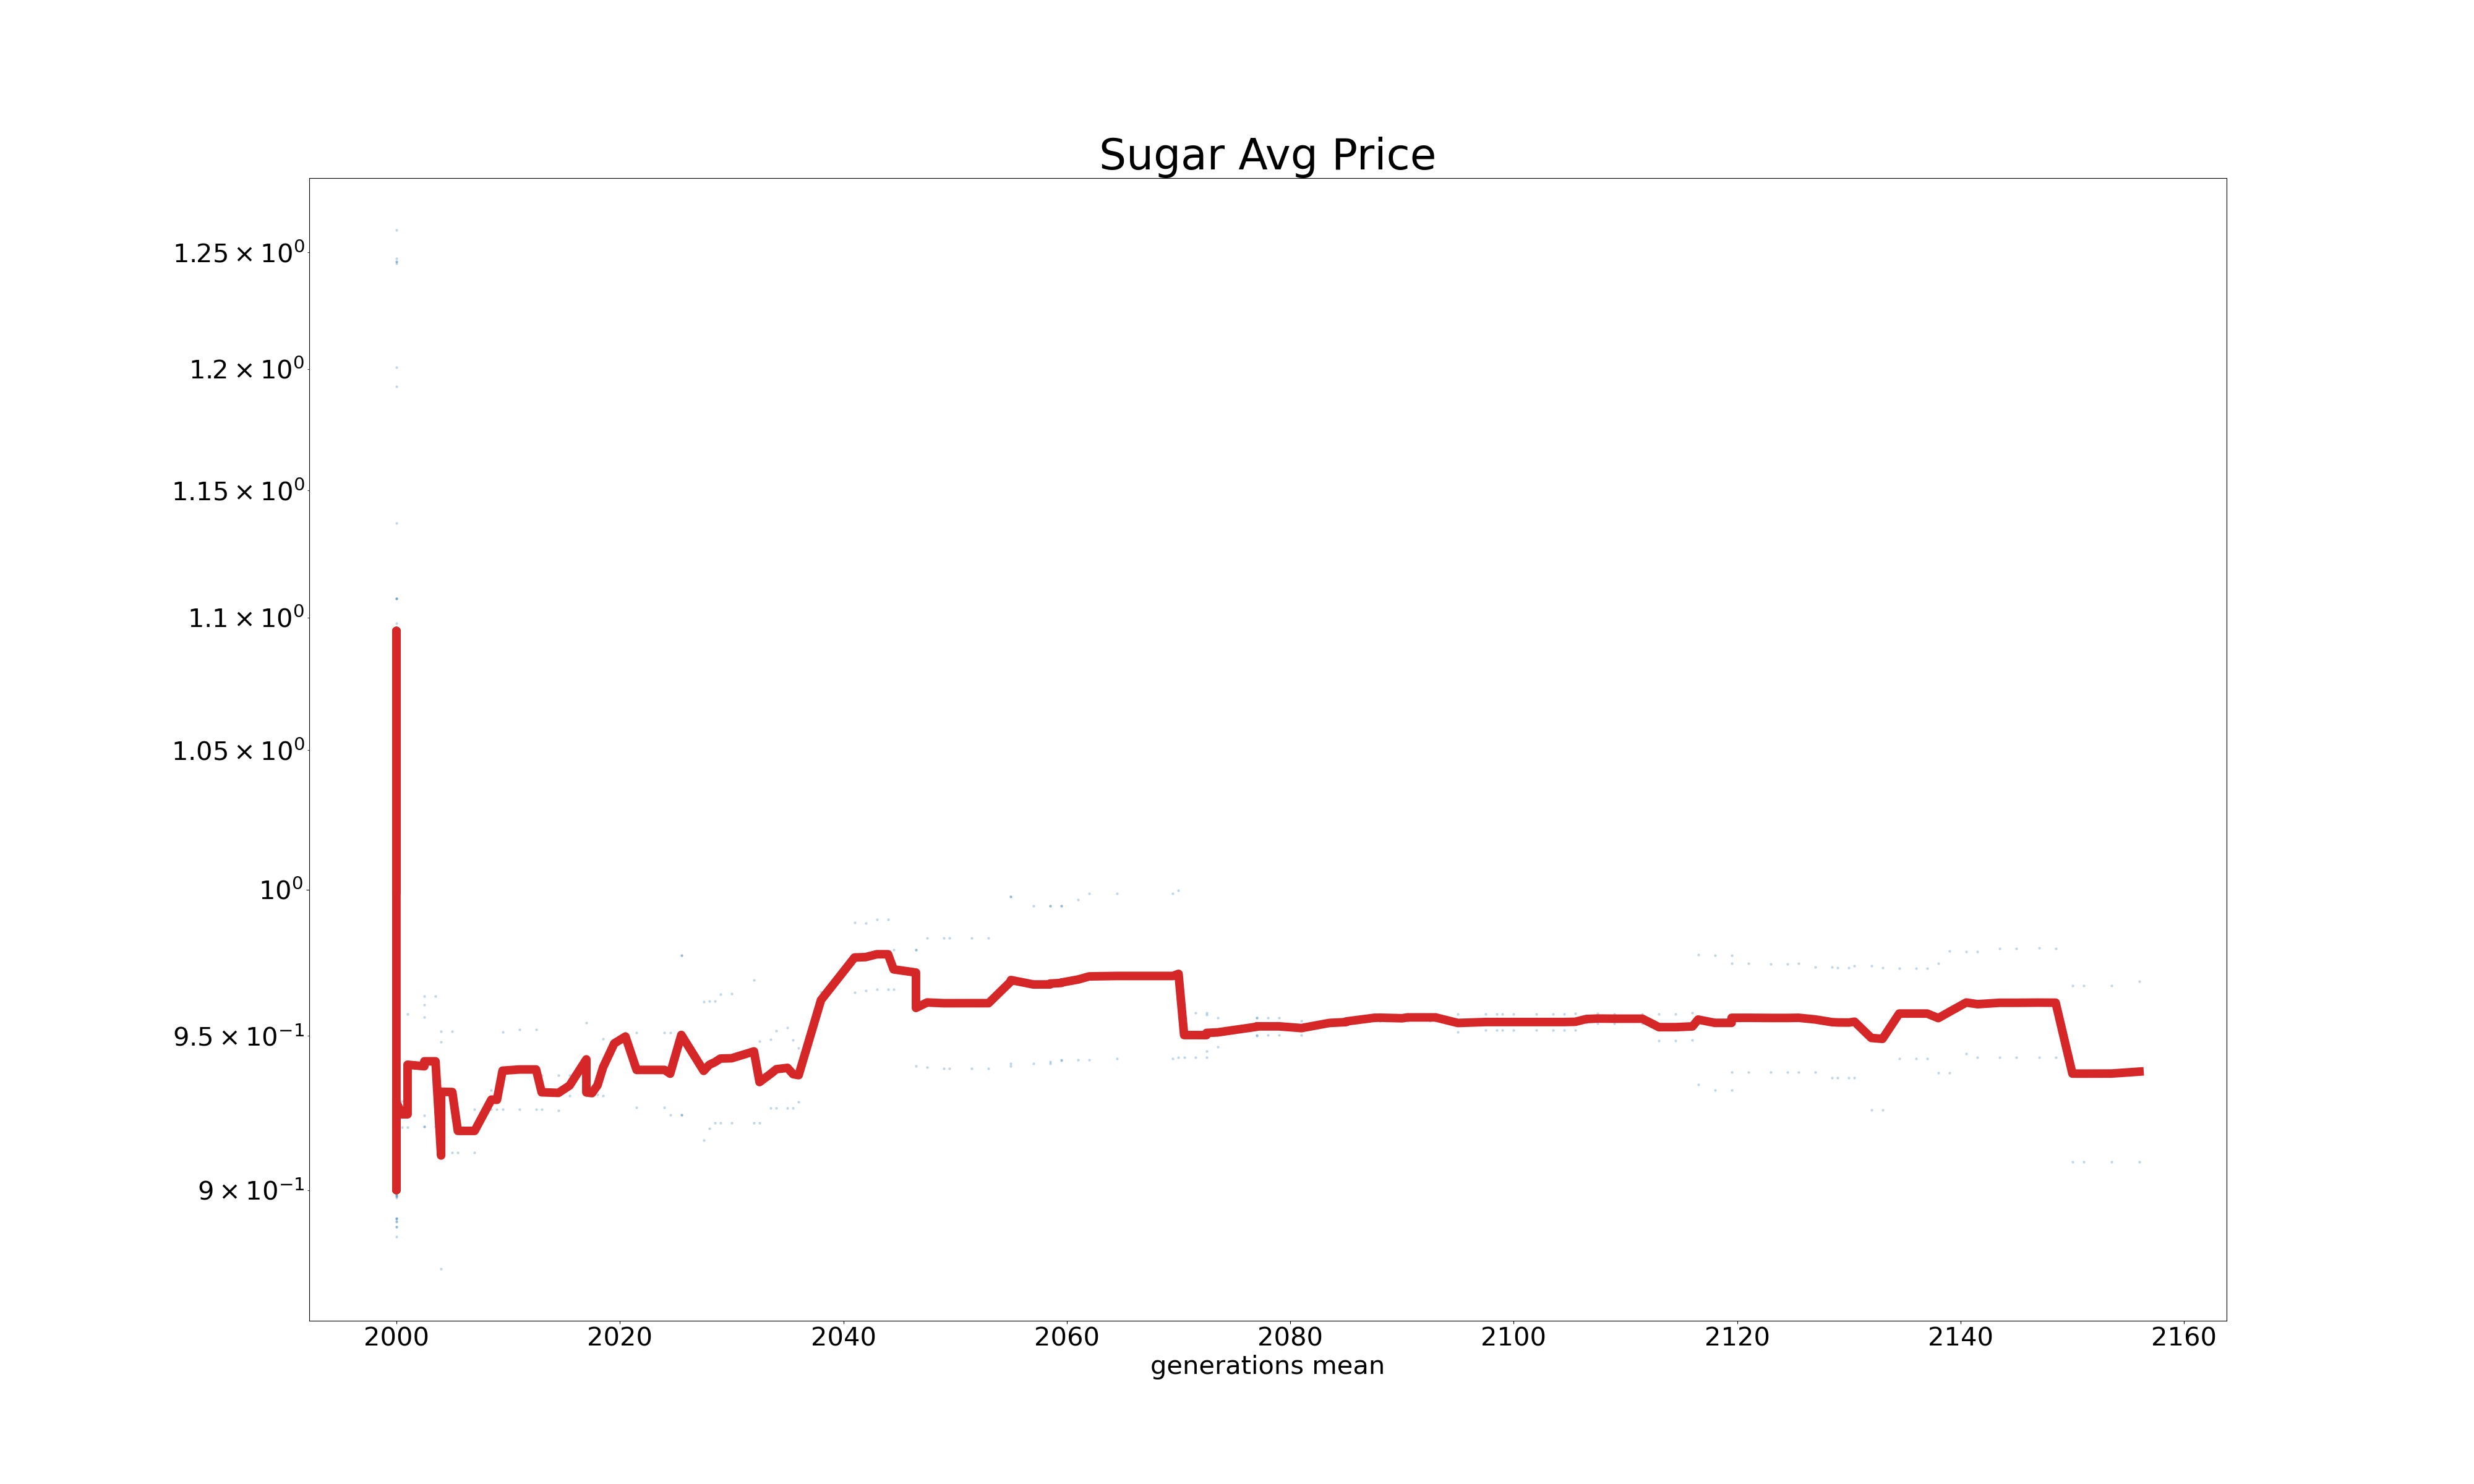 Sugar Avg Price
1.25 × 10⁰
1.2 × 10⁰
1.15 × 10⁰
1.1 × 10⁰
1.05 × 10⁰
10⁰
9.5 × 10⁻¹
9 × 10⁻¹
2000 2020 2040 2060 2080 2100 2120 2140 2160
generations mean